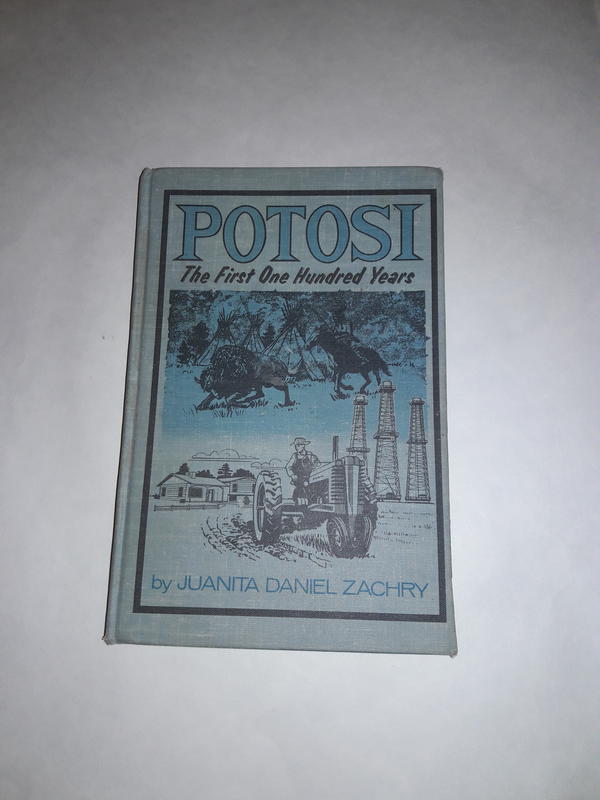 POTOSI
The First One Hundred Years
by JUANITA DANIEL ZACHRY